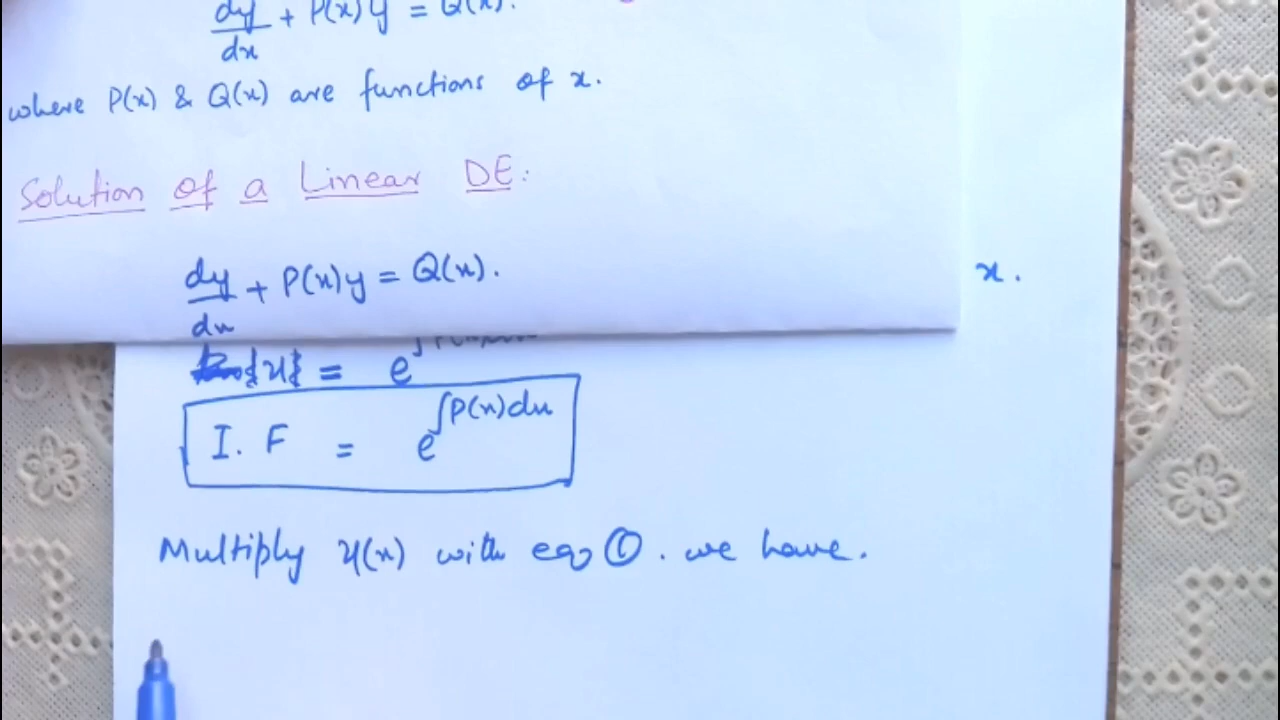 dy/dx + P(x) y = Q(x).
where P(x) & Q(x) are functions of x.
Solution of a Linear DE:
dy/dx + P(x)y = Q(x).
x.
{u} = e^∫
I. F = e^∫P(x)dx
Multiply u(x) with eq ①. we have.